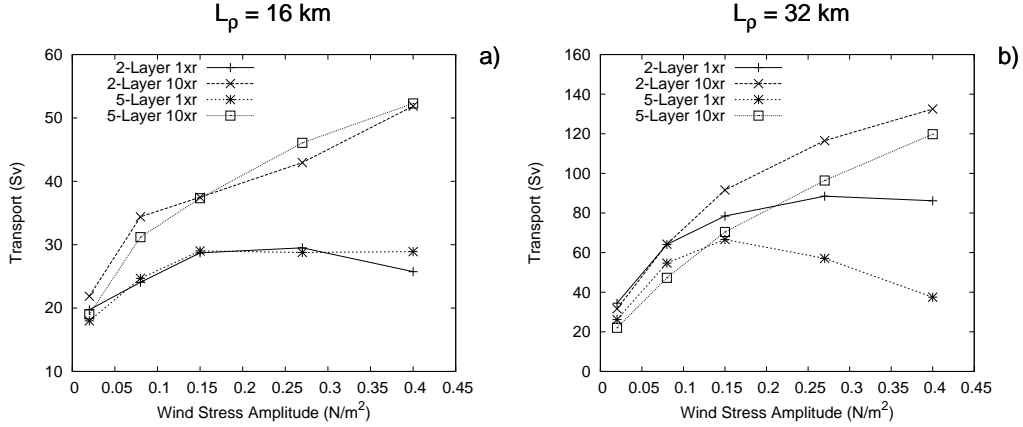 L_ρ = 16 km
a)
60
50
40
30
20
10
Transport (Sv)
2-Layer 1xr
2-Layer 10xr
5-Layer 1xr
5-Layer 10xr
0 0.05 0.1 0.15 0.2 0.25 0.3 0.35 0.4 0.45
Wind Stress Amplitude (N/m²)
L_ρ = 32 km
b)
160
140
120
100
80
60
40
20
0
Transport (Sv)
2-Layer 1xr
2-Layer 10xr
5-Layer 1xr
5-Layer 10xr
0 0.05 0.1 0.15 0.2 0.25 0.3 0.35 0.4 0.45
Wind Stress Amplitude (N/m²)